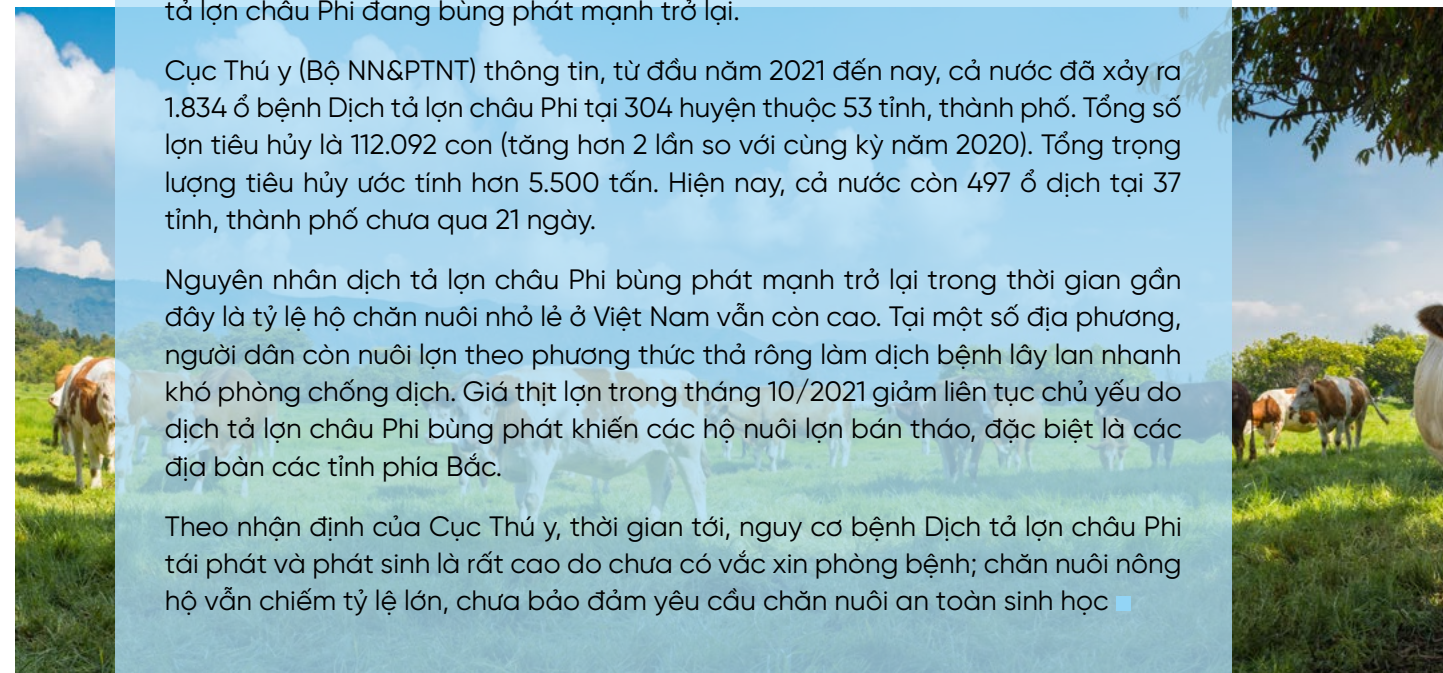 tả lợn châu Phi đang bùng phát mạnh trở lại.
Cục Thú y (Bộ NN&PTNT) thông tin, từ đầu năm 2021 đến nay, cả nước đã xảy ra
1.834 ổ bệnh Dịch tả lợn châu Phi tại 304 huyện thuộc 53 tỉnh, thành phố. Tổng số
lợn tiêu hủy là 112.092 con (tăng hơn 2 lần so với cùng kỳ năm 2020). Tổng trọng
lượng tiêu hủy ước tính hơn 5.500 tấn. Hiện nay, cả nước còn 497 ổ dịch tại 37
tỉnh, thành phố chưa qua 21 ngày.
Nguyên nhân dịch tả lợn châu Phi bùng phát mạnh trở lại trong thời gian gần
đây là tỷ lệ hộ chăn nuôi nhỏ lẻ ở Việt Nam vẫn còn cao. Tại một số địa phương,
người dân còn nuôi lợn theo phương thức thả rông làm dịch bệnh lây lan nhanh
khó phòng chống dịch. Giá thịt lợn trong tháng 10/2021 giảm liên tục chủ yếu do
dịch tả lợn châu Phi bùng phát khiến các hộ nuôi lợn bán tháo, đặc biệt là các
địa bàn các tỉnh phía Bắc.
Theo nhận định của Cục Thú y, thời gian tới, nguy cơ bệnh Dịch tả lợn châu Phi
tái phát và phát sinh là rất cao do chưa có vắc xin phòng bệnh; chăn nuôi nông
hộ vẫn chiếm tỷ lệ lớn, chưa bảo đảm yêu cầu chăn nuôi an toàn sinh học